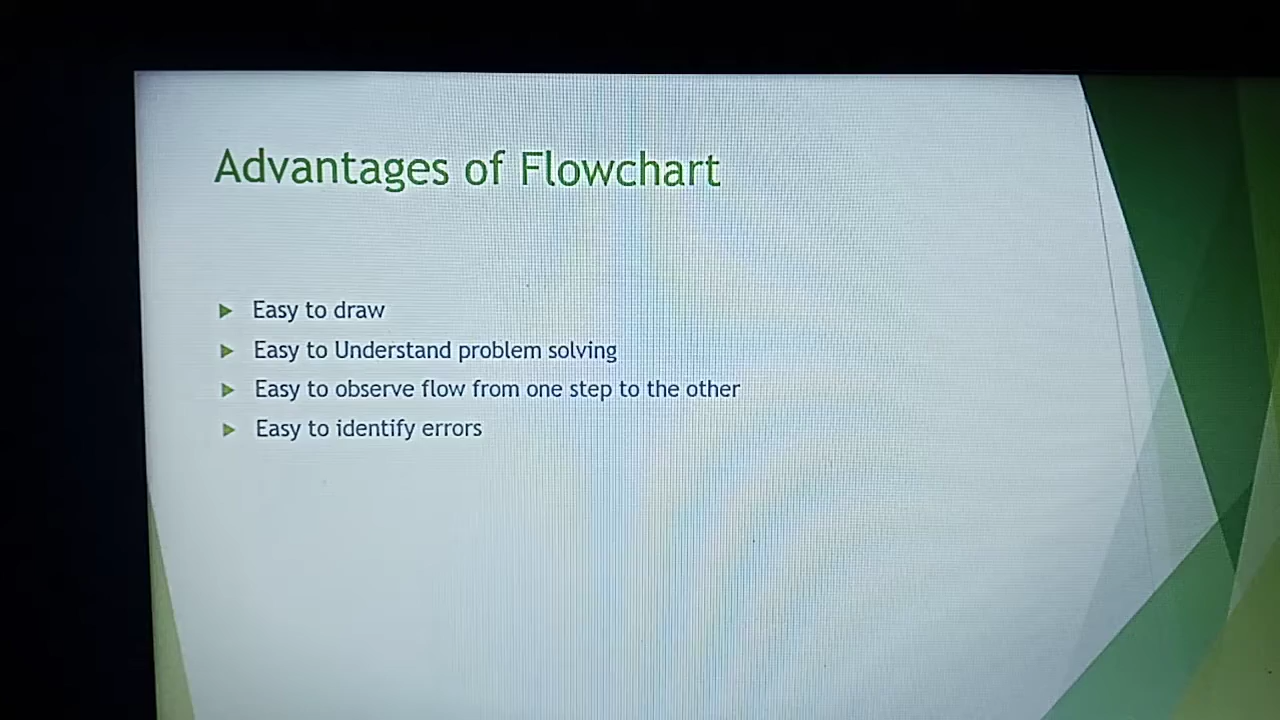 Advantages of Flowchart
Easy to draw
Easy to Understand problem solving
Easy to observe flow from one step to the other
Easy to identify errors